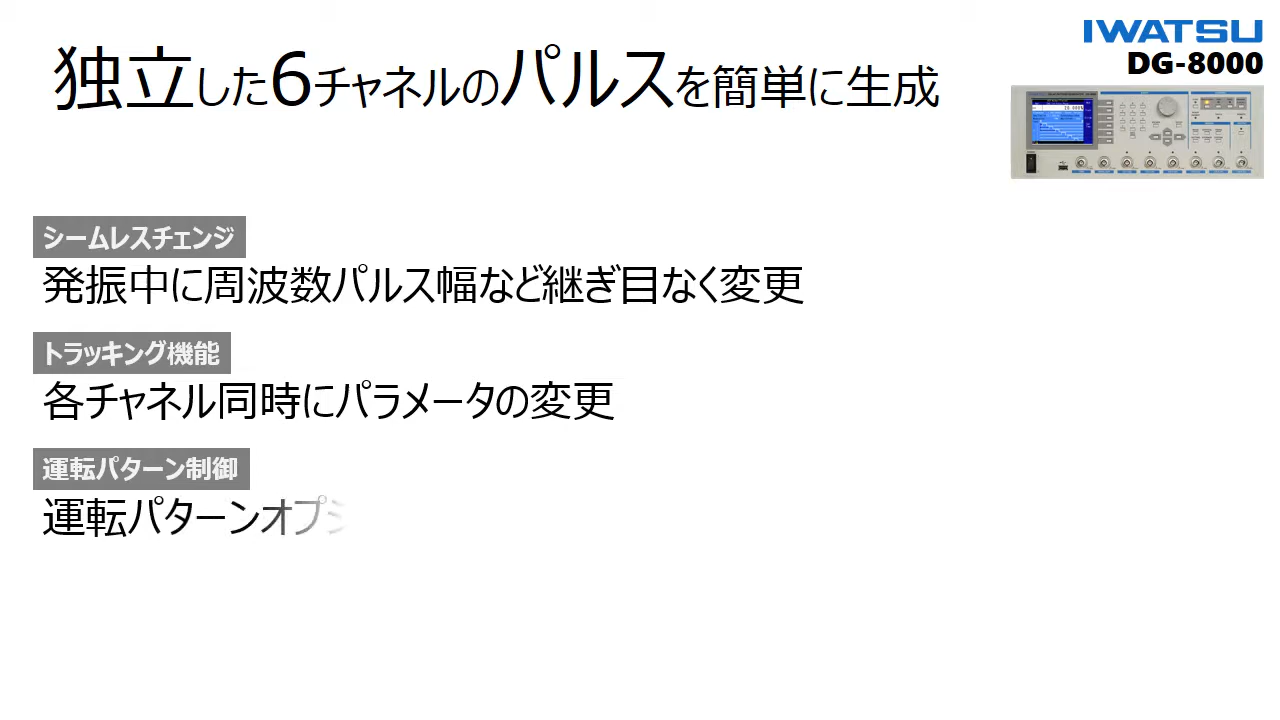 独立した6チャネルのパルスを簡単に生成
IWATSU
DG-8000
シームレスチェンジ
発振中に周波数パルス幅など継ぎ目なく変更
トラッキング機能
各チャネル同時にパラメータの変更
運転パターン制御
運転パターンオプシ